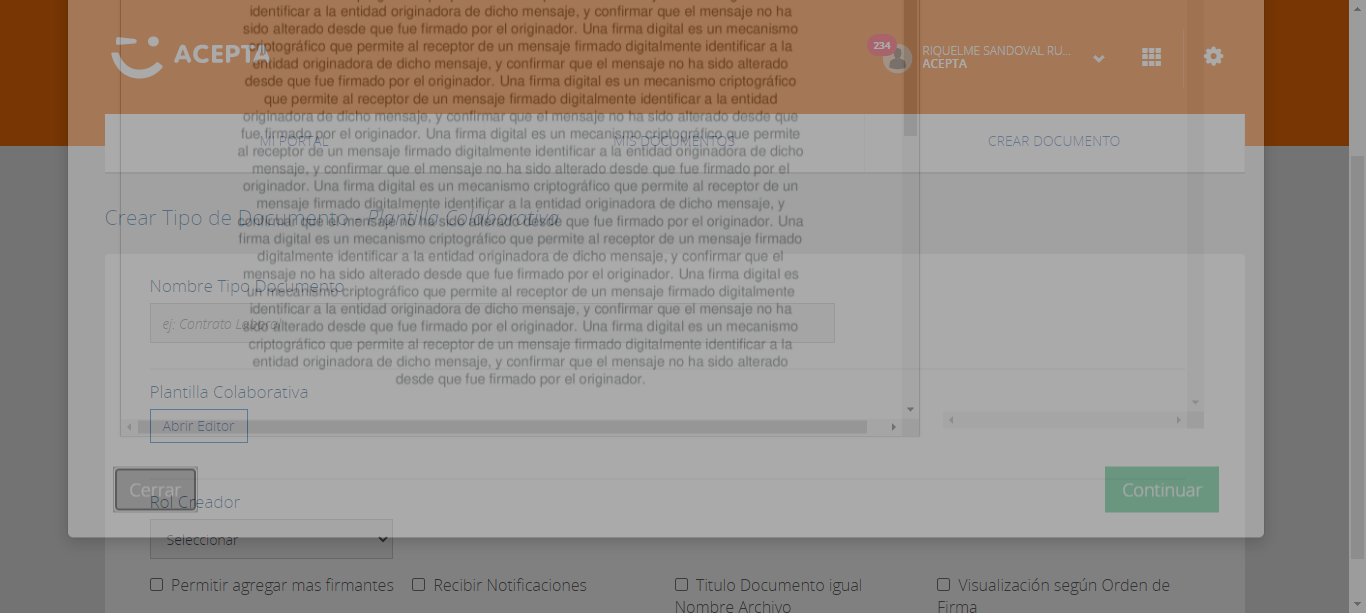 identificar a la entidad originadora de dicho mensaje, y confirmar que el mensaje no ha
sido alterado desde que fue firmado por el originador. Una firma digital es un mecanismo
criptográfico que permite al receptor de un mensaje firmado digitalmente identificar a la
entidad originadora de dicho mensaje, y confirmar que el mensaje no ha sido alterado
desde que fue firmado por el originador. Una firma digital es un mecanismo criptográfico
que permite al receptor de un mensaje firmado digitalmente identificar a la entidad
originadora de dicho mensaje, y confirmar que el mensaje no ha sido alterado desde que
fue firmado por el originador. Una firma digital es un mecanismo criptográfico que permite
al receptor de un mensaje firmado digitalmente identificar a la entidad originadora de dicho
mensaje, y confirmar que el mensaje no ha sido alterado desde que fue firmado por el
originador. Una firma digital es un mecanismo criptográfico que permite al receptor de un
mensaje firmado digitalmente identificar a la entidad originadora de dicho mensaje, y
confirmar que el mensaje no ha sido alterado desde que fue firmado por el originador. Una
firma digital es un mecanismo criptográfico que permite al receptor de un mensaje firmado
digitalmente identificar a la entidad originadora de dicho mensaje, y confirmar que el
mensaje no ha sido alterado desde que fue firmado por el originador. Una firma digital es
un mecanismo criptográfico que permite al receptor de un mensaje firmado digitalmente
identificar a la entidad originadora de dicho mensaje, y confirmar que el mensaje no ha
sido alterado desde que fue firmado por el originador. Una firma digital es un mecanismo
criptográfico que permite al receptor de un mensaje firmado digitalmente identificar a la
entidad originadora de dicho mensaje, y confirmar que el mensaje no ha sido alterado
desde que fue firmado por el originador.
Cerrar
Continuar
ACEPTA
234
RIQUELME SANDOVAL RU...
ACEPTA
MI PORTAL
MIS DOCUMENTOS
CREAR DOCUMENTO
Crear Tipo de Documento - Plantilla Colaborativa
Nombre Tipo Documento
ej: Contrato Laboral
Plantilla Colaborativa
Abrir Editor
Rol Creador
Seleccionar
Permitir agregar mas firmantes
Recibir Notificaciones
Titulo Documento igual
Nombre Archivo
Visualización según Orden de
Firma